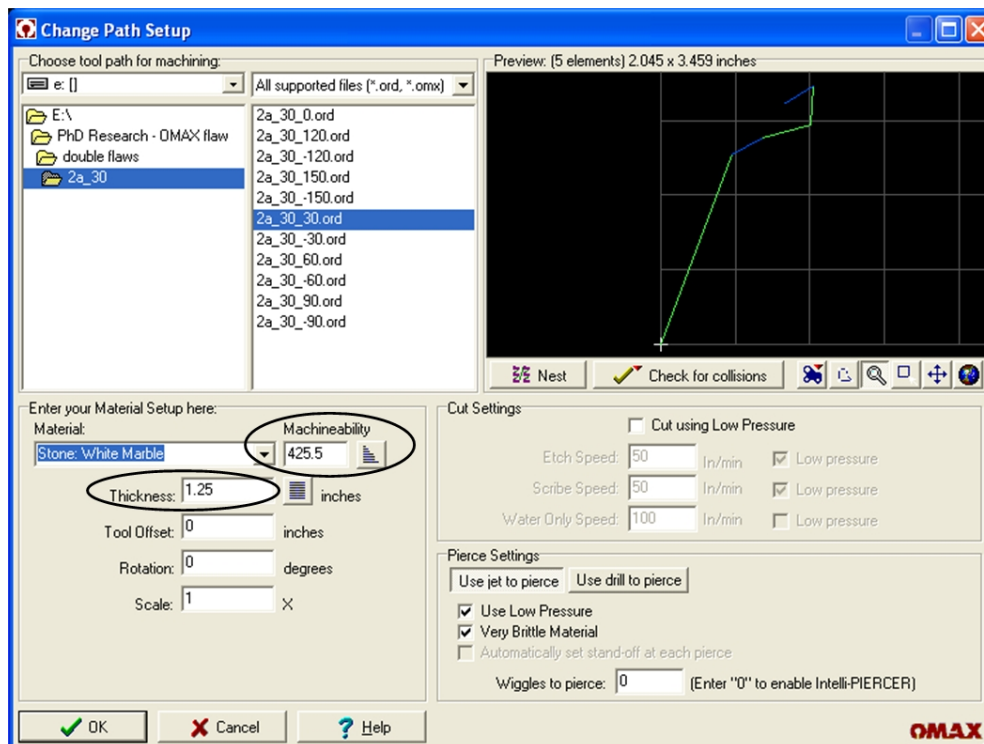 Change Path Setup
Choose tool path for machining:
e: []
All supported files (*.ord, *.omx)
E:\
PhD Research - OMAX flaw
double flaws
2a_30
2a_30_0.ord
2a_30_120.ord
2a_30_-120.ord
2a_30_150.ord
2a_30_-150.ord
2a_30_30.ord
2a_30_-30.ord
2a_30_60.ord
2a_30_-60.ord
2a_30_90.ord
2a_30_-90.ord
Preview: (5 elements) 2.045 x 3.459 inches
Nest
Check for collisions
Enter your Material Setup here:
Material:
Machineability
Stone: White Marble
425.5
Thickness: 1.25 inches
Tool Offset: 0 inches
Rotation: 0 degrees
Scale: 1 X
Cut Settings
Cut using Low Pressure
Etch Speed: 50 In/min Low pressure
Scribe Speed: 50 In/min Low pressure
Water Only Speed: 100 In/min Low pressure
Pierce Settings
Use jet to pierce
Use drill to pierce
Use Low Pressure
Very Brittle Material
Automatically set stand-off at each pierce
Wiggles to pierce: 0 (Enter "0" to enable Intelli-PIERCER)
OK
Cancel
? Help
OMAX